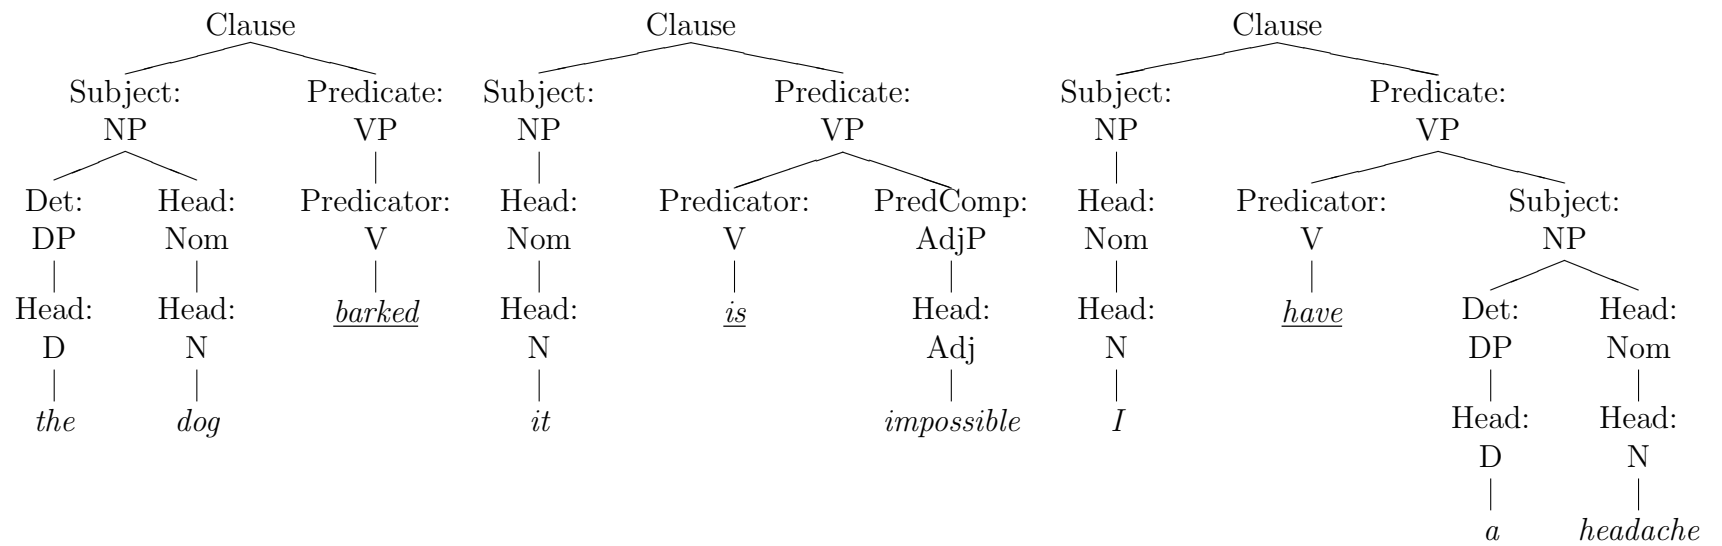 Clause Clause Clause
Subject: Predicate: Subject: Predicate: Subject: Predicate:
NP VP NP VP NP VP
Det: Head: Predicator: Head: Predicator: PredComp: Head: Predicator: Subject:
DP Nom V Nom V AdjP Nom V NP
Head: Head: barked Head: is Head: Head: have Det: Head:
D N N Adj N DP Nom
the dog it impossible I Head: Head:
D N
a headache